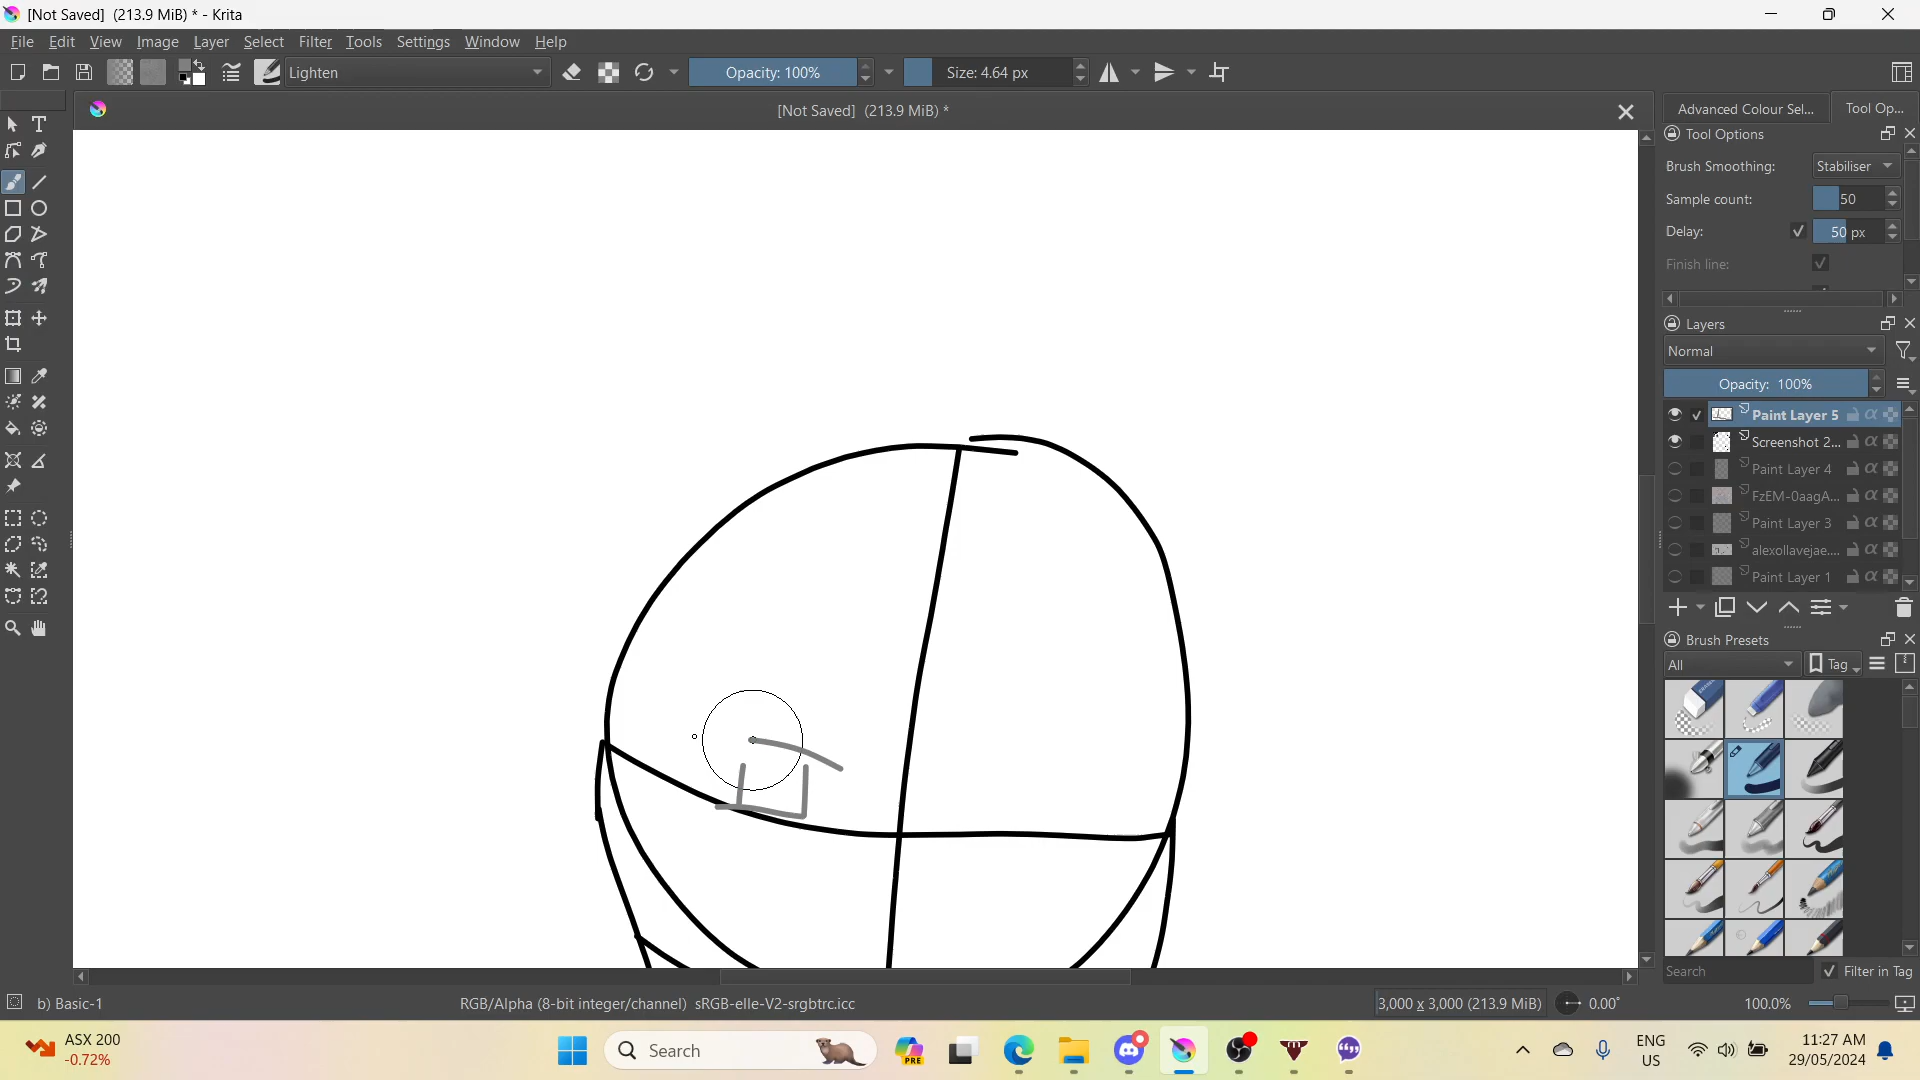 [Not Saved]  (213.9 MiB) * - Krita
File Edit View Image Layer Select Filter Tools Settings Window Help
Lighten Opacity: 100% Size: 4.64 px
[Not Saved]  (213.9 MiB) *
Advanced Colour Sel... Tool Op...
Tool Options
Brush Smoothing: Stabiliser
Sample count: 50
Delay: 50 px
Finish line:
Layers
Normal
Opacity:  100%
Paint Layer 5
Screenshot 2...
Paint Layer 4
FzEM-0aagA...
Paint Layer 3
alexollavejae....
Paint Layer 1
Brush Presets
All Tag
Search Filter in Tag
b) Basic-1 RGB/Alpha (8-bit integer/channel)  sRGB-elle-V2-srgbtrc.icc 3,000 x 3,000 (213.9 MiB) 0.00° 100.0%
ASX 200
-0.72%
Search
PRE
ENG
US
11:27 AM
29/05/2024